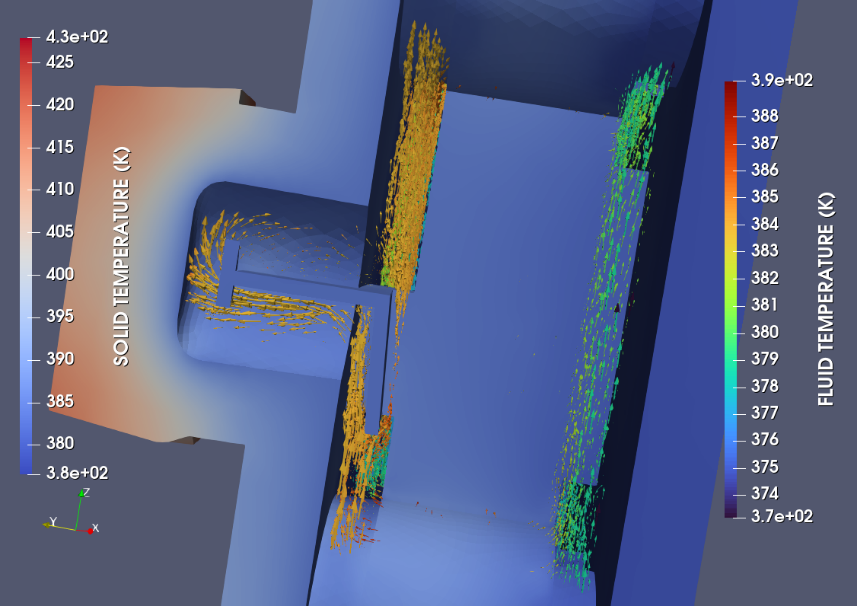 4.3e+02
425
420
415
410
405
400
395
390
385
380
3.8e+02
SOLID TEMPERATURE (K)
3.9e+02
388
387
386
385
384
383
382
381
380
379
378
377
376
375
374
3.7e+02
FLUID TEMPERATURE (K)
Z
Y
X